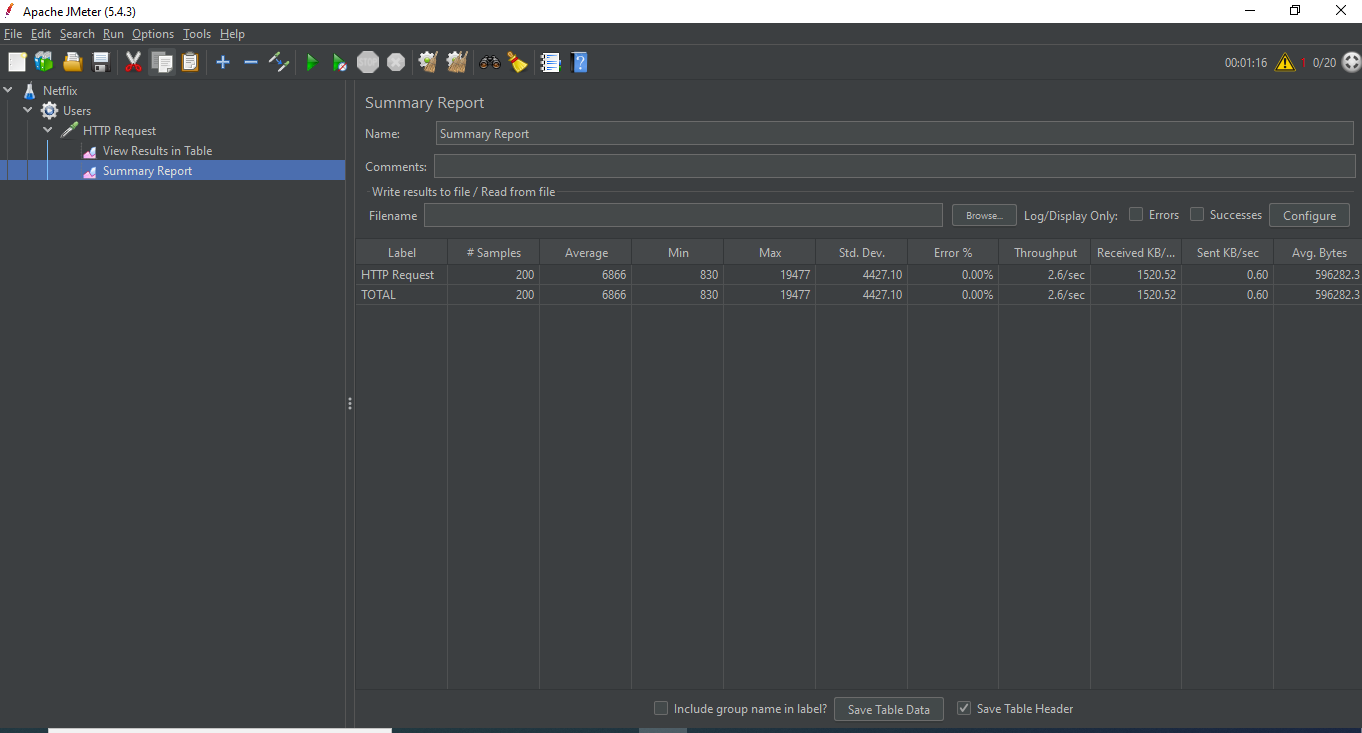 Apache JMeter (5.4.3)
File Edit Search Run Options Tools Help
STOP
00:01:16 0/20
Netflix
Users
HTTP Request
View Results in Table
Summary Report
Summary Report
Name: Summary Report
Comments:
Write results to file / Read from file
Filename Browse... Log/Display Only: Errors Successes Configure
Label # Samples Average Min Max Std. Dev. Error % Throughput Received KB/... Sent KB/sec Avg. Bytes
HTTP Request 200 6866 830 19477 4427.10 0.00% 2.6/sec 1520.52 0.60 596282.3
TOTAL 200 6866 830 19477 4427.10 0.00% 2.6/sec 1520.52 0.60 596282.3
Include group name in label? Save Table Data Save Table Header